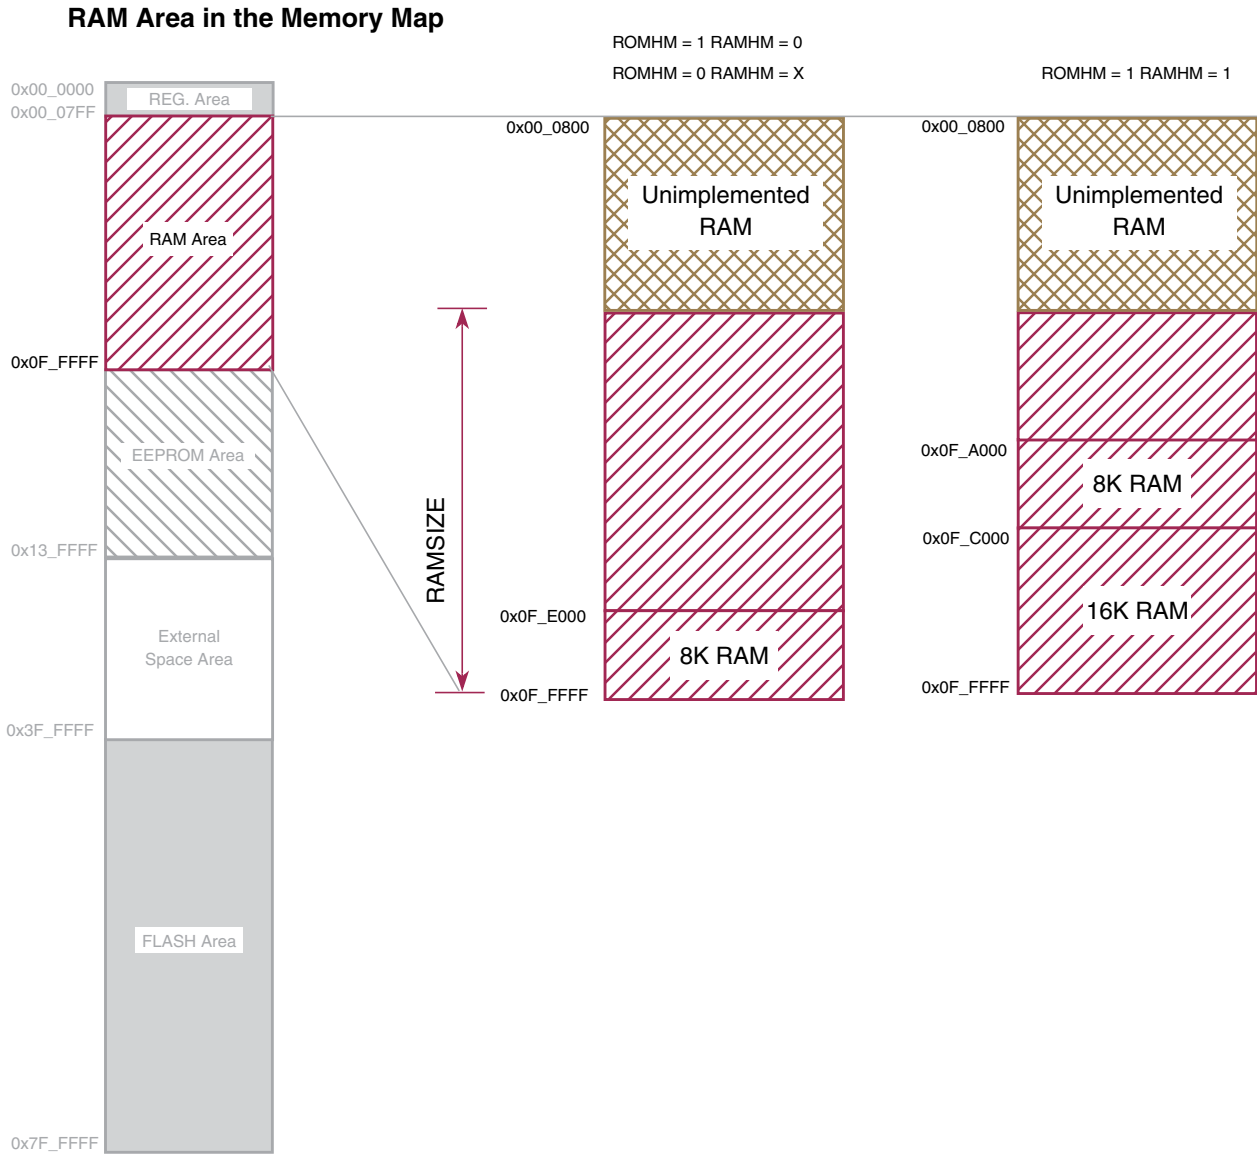 RAM Area in the Memory Map
ROMHM = 1 RAMHM = 0
ROMHM = 0 RAMHM = X
ROMHM = 1 RAMHM = 1
0x00_0000
REG. Area
0x00_07FF
RAM Area
0x0F_FFFF
EEPROM Area
0x13_FFFF
External
Space Area
0x3F_FFFF
FLASH Area
0x7F_FFFF
RAMSIZE
0x00_0800
Unimplemented
RAM
0x0F_E000
8K RAM
0x0F_FFFF
0x00_0800
Unimplemented
RAM
0x0F_A000
8K RAM
0x0F_C000
16K RAM
0x0F_FFFF